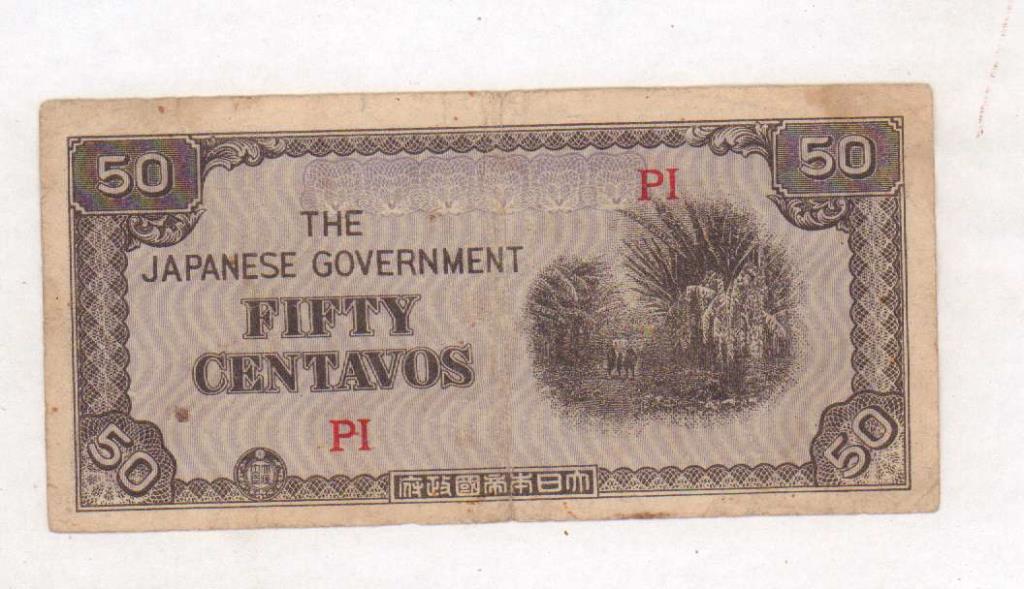 50
50
PI
THE
JAPANESE GOVERNMENT
FIFTY
CENTAVOS
PI
50
50
府政國帝本日大